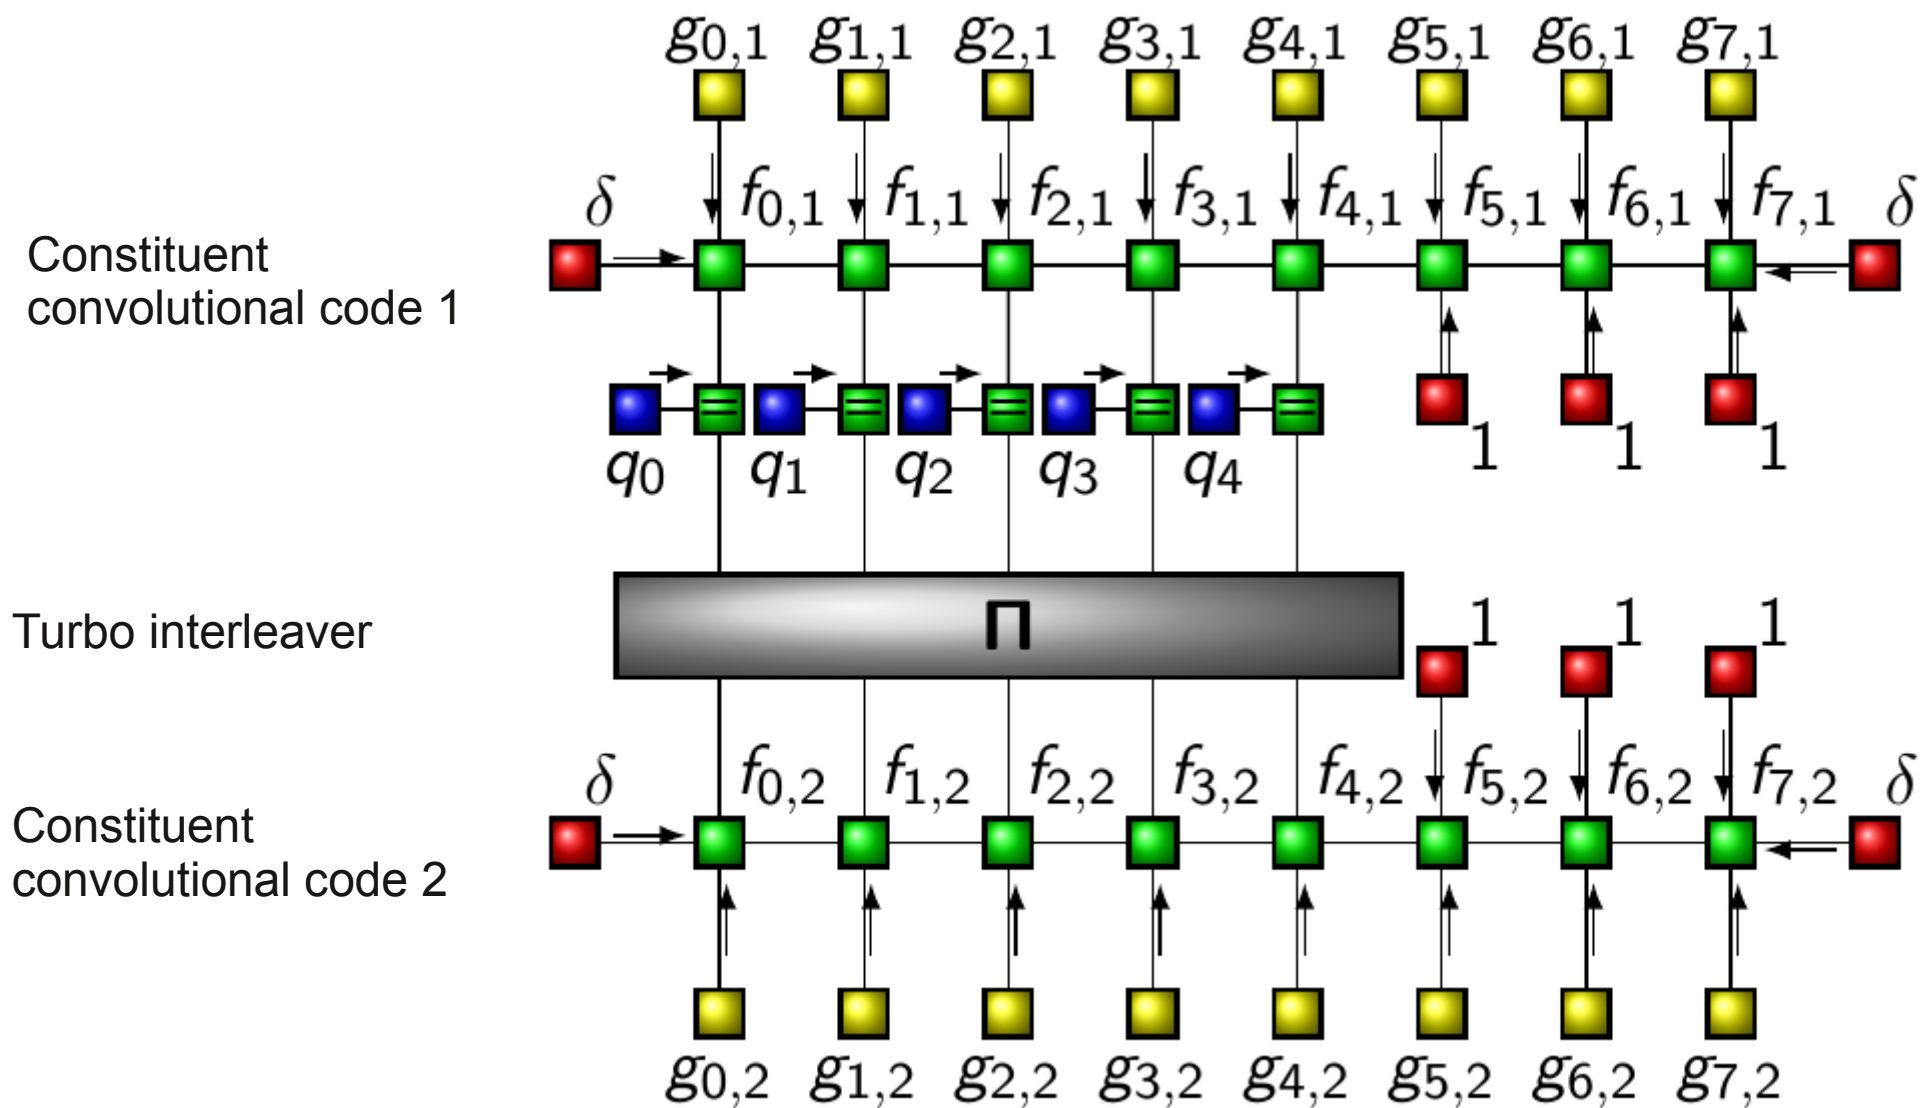 g0,1 g1,1 g2,1 g3,1 g4,1 g5,1 g6,1 g7,1
δ f0,1 f1,1 f2,1 f3,1 f4,1 f5,1 f6,1 f7,1 δ
Constituent
convolutional code 1
q0 q1 q2 q3 q4 1 1 1
Turbo interleaver
Π 1 1 1
δ f0,2 f1,2 f2,2 f3,2 f4,2 f5,2 f6,2 f7,2 δ
Constituent
convolutional code 2
g0,2 g1,2 g2,2 g3,2 g4,2 g5,2 g6,2 g7,2